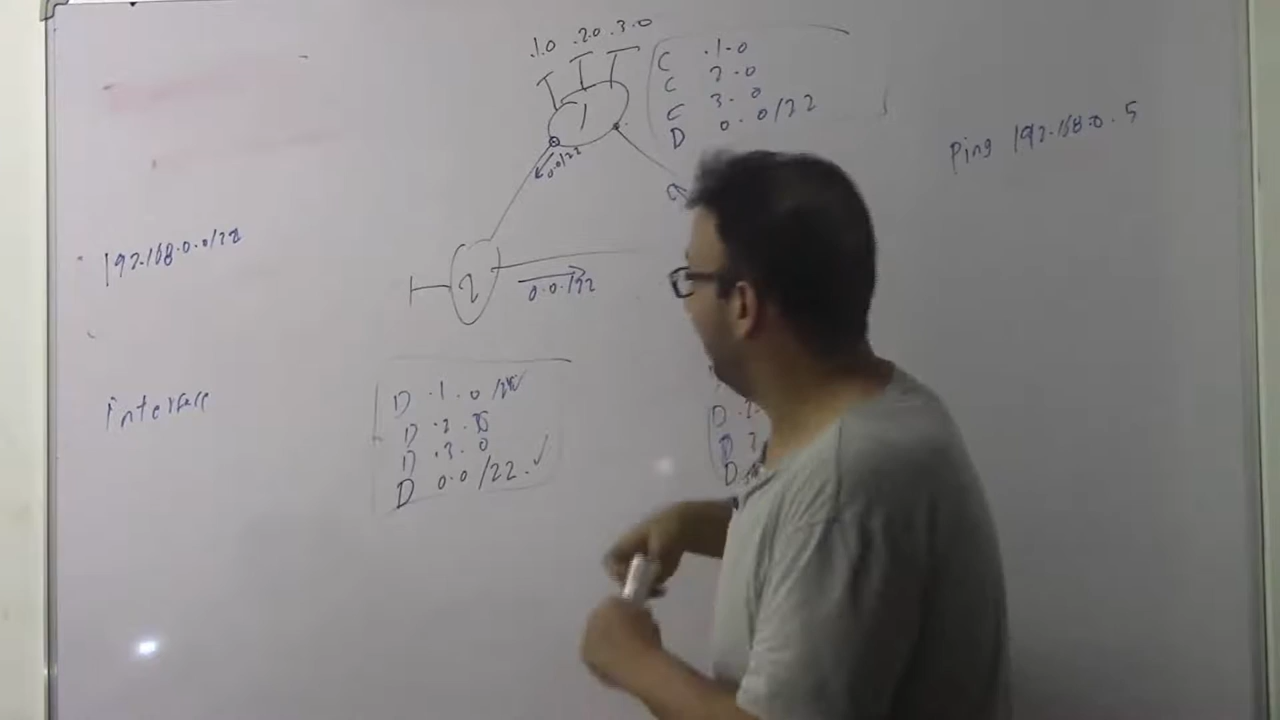 .1.0 .2.0 .3.0
1
C .1.0
C 2.0
C 3.0
D 0.0/22
0.0/22
Ping 192.168.0.5
192.168.0.0/22
2
0.0/22
interface
D .1.0
D .2.
D .3.0
D 0.0/22
D
D
D